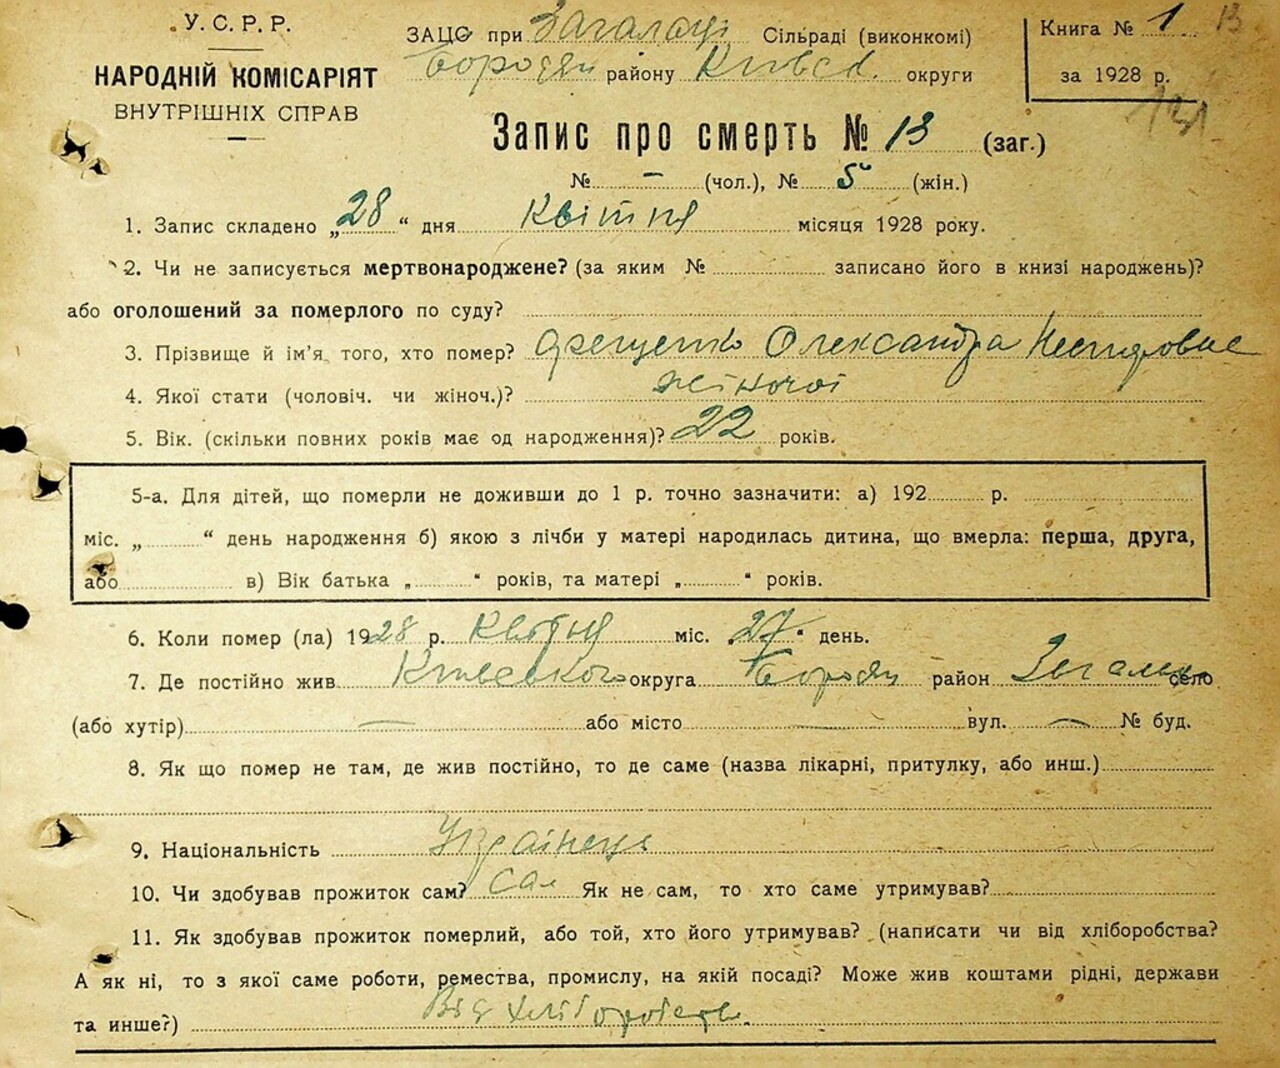 У.С.Р.Р.
НАРОДНІЙ КОМІСАРІЯТ
ВНУТРІШНІХ СПРАВ
ЗАЦС при Загалоці Сільраді (виконкомі)
Бородян району Київськ. округи
Книга № 1 13
за 1928 р.
131
Запис про смерть № 13 (заг.)
№ - (чол.), № 5 (жін.)
1. Запис складено „28“ дня Квітня місяця 1928 року.
2. Чи не записується мертвонароджене? (за яким № записано його в книзі народжень)?
або оголошений за померлого по суду?
3. Прізвище й ім’я того, хто помер? Олександра
4. Якої стати (чоловіч. чи жіноч.)? жіночої
5. Вік. (скільки повних років має од народження)? 22 років.
5-а. Для дітей, що померли не доживши до 1 р. точно зазначити: а) 192 р.
міс. „ “ день народження б) якою з лічби у матері народилась дитина, що вмерла: перша, друга,
або в) Вік батька „ “ років, та матері „ “ років.
6. Коли помер (ла) 1928 р. Квітня міс. „27“ день.
7. Де постійно жив Київського округа Бородян район село
(або хутір) — або місто — вул. — № буд.
8. Як що помер не там, де жив постійно, то де саме (назва лікарні, притулку, або инш.)
9. Національність Українець
10. Чи здобував прожиток сам? Сам Як не сам, то хто саме утримував?
11. Як здобував прожиток померлий, або той, хто його утримував? (написати чи від хліборобства?
А як ні, то з якої саме роботи, ремества, промислу, на якій посаді? Може жив коштами рідні, держави
та инше?) Від хліборобства.